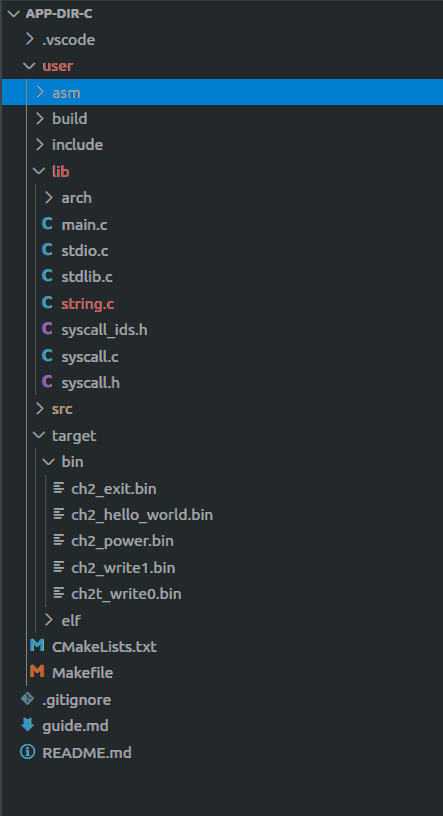 APP-DIR-C
.vscode
user
asm
build
include
lib
arch
C main.c
C stdio.c
C stdlib.c
C string.c
C syscall_ids.h
C syscall.c
C syscall.h
src
target
bin
ch2_exit.bin
ch2_hello_world.bin
ch2_power.bin
ch2_write1.bin
ch2t_write0.bin
elf
M CMakeLists.txt
M Makefile
.gitignore
guide.md
README.md